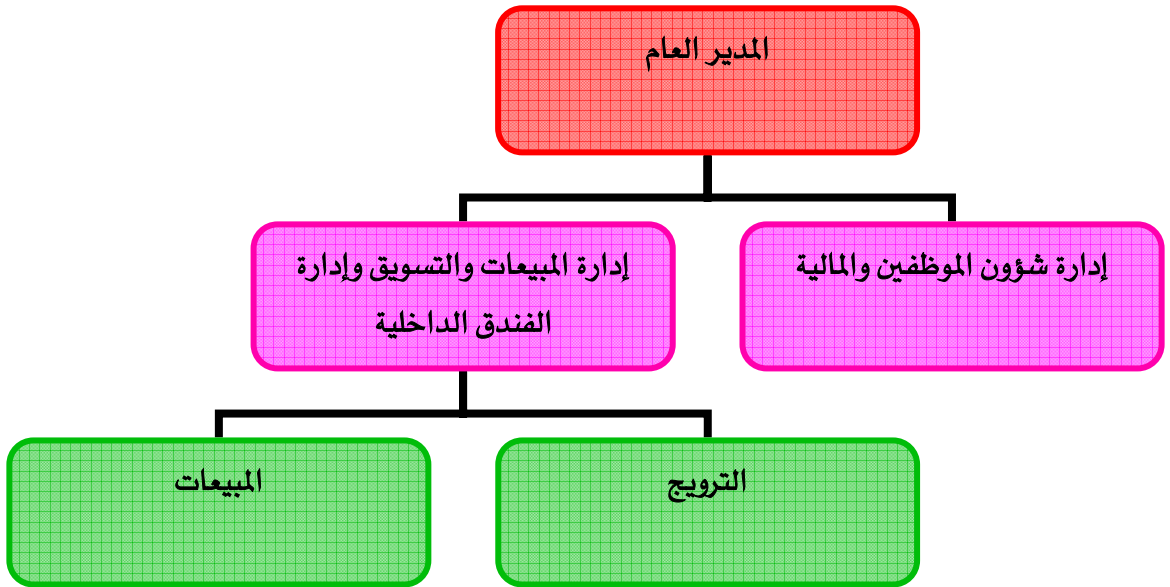 المدير العام
إدارة شؤون الموظفين والمالية
إدارة المبيعات والتسويق وإدارة
الفندق الداخلية
الترويج
المبيعات